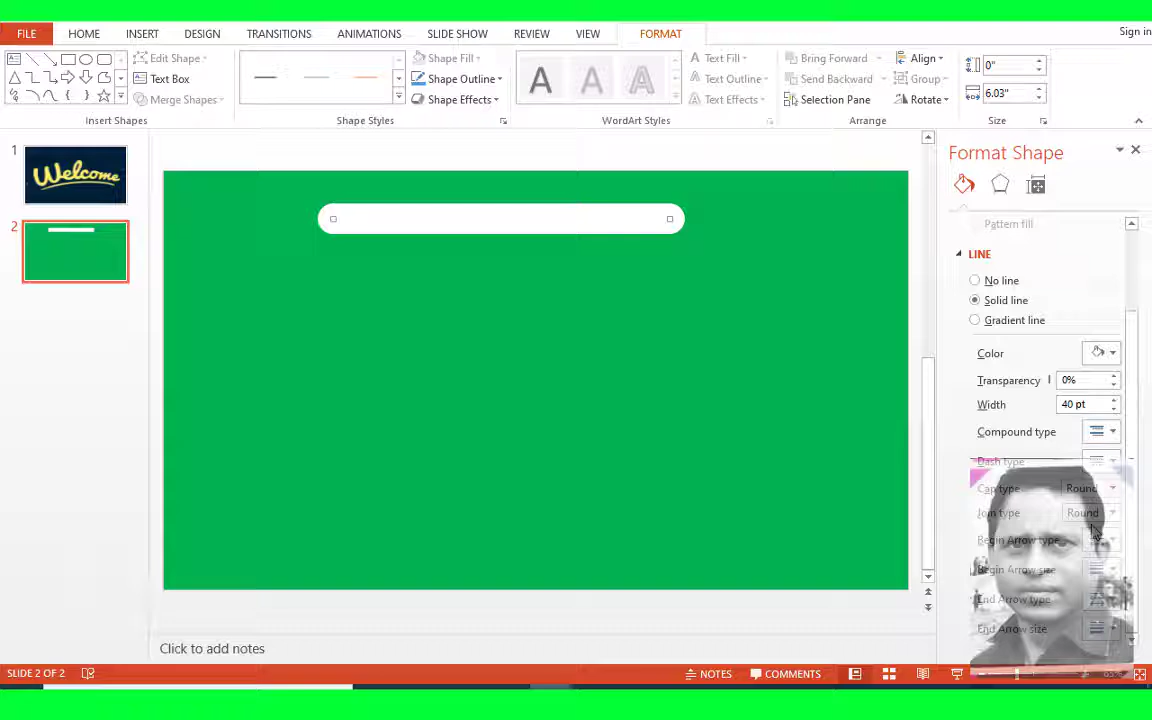 FILE HOME INSERT DESIGN TRANSITIONS ANIMATIONS SLIDE SHOW REVIEW VIEW FORMAT Sign in
Edit Shape Shape Fill Text Fill Bring Forward Align 0"
Text Box Shape Outline Text Outline Send Backward Group
Merge Shapes Shape Effects Text Effects Selection Pane Rotate 6.03"
Insert Shapes Shape Styles WordArt Styles Arrange Size
1
Welcome
2
Format Shape
Pattern fill
LINE
No line
Solid line
Gradient line
Color
Transparency 0%
Width 40 pt
Compound type
Dash type
Cap type Round
Join type Round
Begin Arrow type
Begin Arrow size
End Arrow type
End Arrow size
Click to add notes
SLIDE 2 OF 2 NOTES COMMENTS